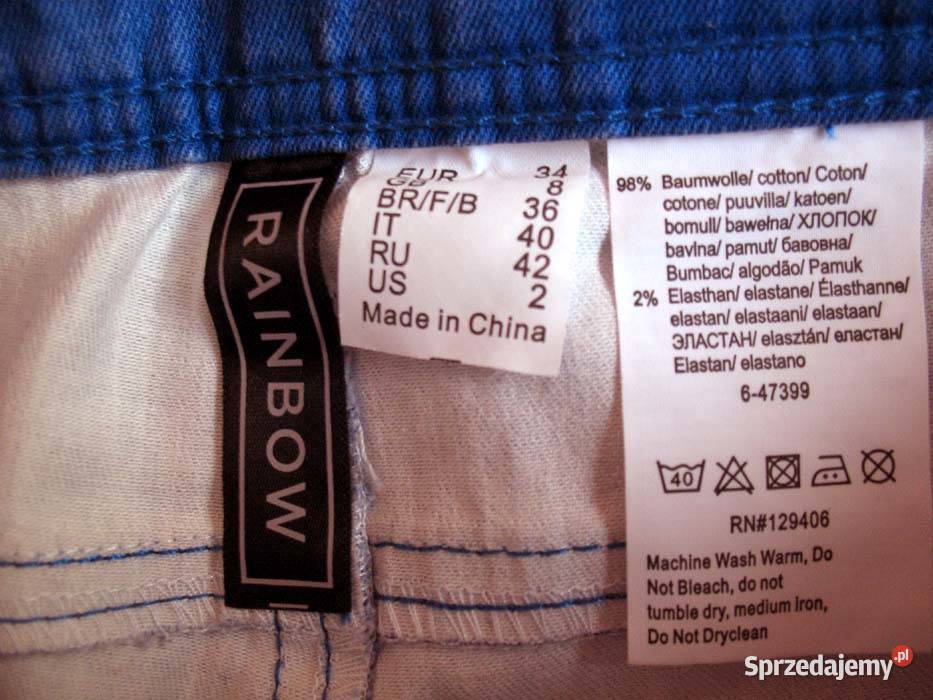 RAINBOW
EUR 34
GB 8
BR/F/B 36
IT 40
RU 42
US 2
Made in China
98% Baumwolle/ cotton/ Coton/
cotone/ puuvilla/ katoen/
bomull/ bawełna/ ХЛОПОК/
bavlna/ pamut/ бавовна/
Bumbac/ algodão/ Pamuk
2% Elasthan/ elastane/ Élasthanne/
elastan/ elastaani/ elastaan/
ЭЛАСТАН/ elasztán/ еластан/
Elastan/ elastano
6-47399
40
RN#129406
Machine Wash Warm, Do
Not Bleach, do not
tumble dry, medium iron,
Do Not Dryclean
Sprzedajemy.pl